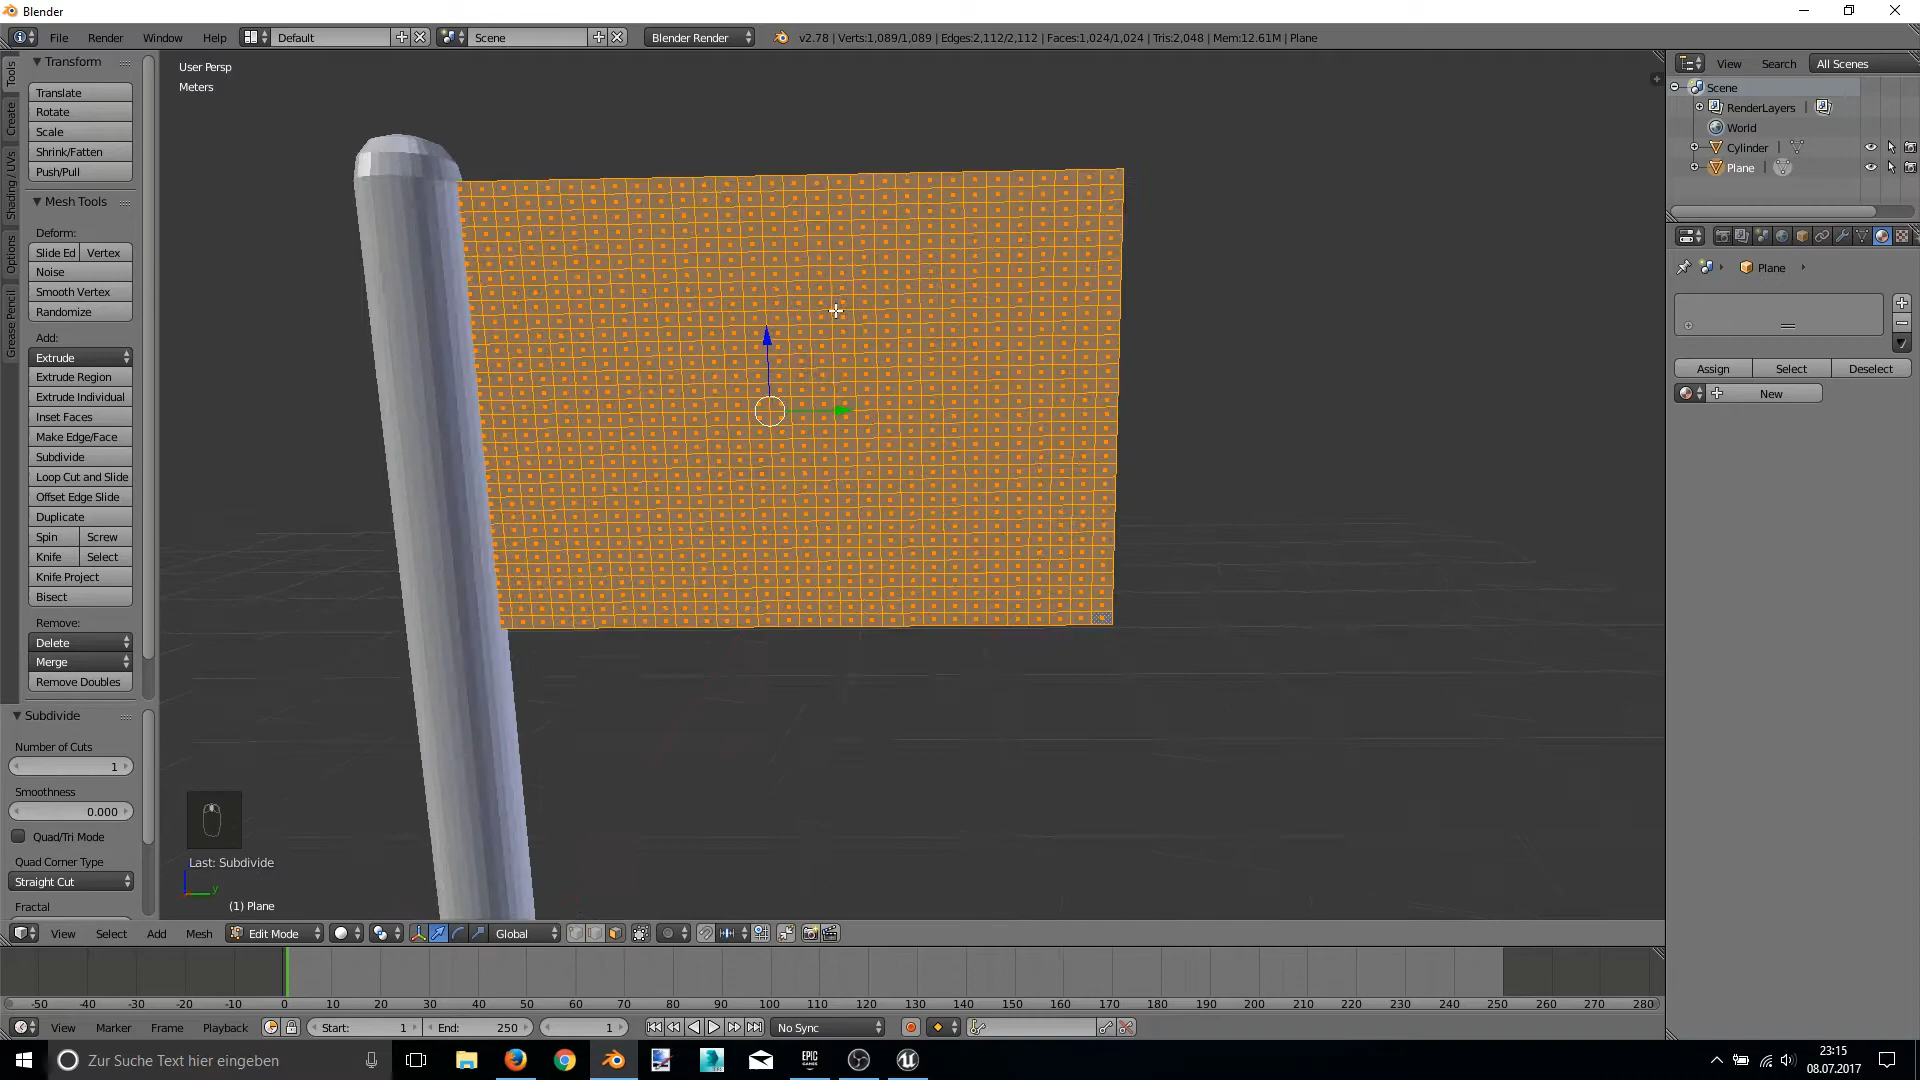 Blender
File Render Window Help Default Scene Blender Render v2.78 | Verts:1,089/1,089 | Edges:2,112/2,112 | Faces:1,024/1,024 | Tris:2,048 | Mem:12.61M | Plane
Tools
Create
Shading / UVs
Options
Grease Pencil
Transform
Translate
Rotate
Scale
Shrink/Fatten
Push/Pull
Mesh Tools
Deform:
Slide Ed Vertex
Noise
Smooth Vertex
Randomize
Add:
Extrude
Extrude Region
Extrude Individual
Inset Faces
Make Edge/Face
Subdivide
Loop Cut and Slide
Offset Edge Slide
Duplicate
Spin Screw
Knife Select
Knife Project
Bisect
Remove:
Delete
Merge
Remove Doubles
Subdivide
Number of Cuts
1
Smoothness
0.000
Quad/Tri Mode
Quad Corner Type
Straight Cut
Fractal
User Persp
Meters
Last: Subdivide
y
(1) Plane
View Search All Scenes
Scene
RenderLayers |
World
Cylinder |
Plane |
Plane
Assign Select Deselect
New
View Select Add Mesh Edit Mode Global
-50 -40 -30 -20 -10 0 10 20 30 40 50 60 70 80 90 100 110 120 130 140 150 160 170 180 190 200 210 220 230 240 250 260 270 280
View Marker Frame Playback Start: 1 End: 250 1 No Sync
Zur Suche Text hier eingeben
EPIC
GAMES
23:15
08.07.2017